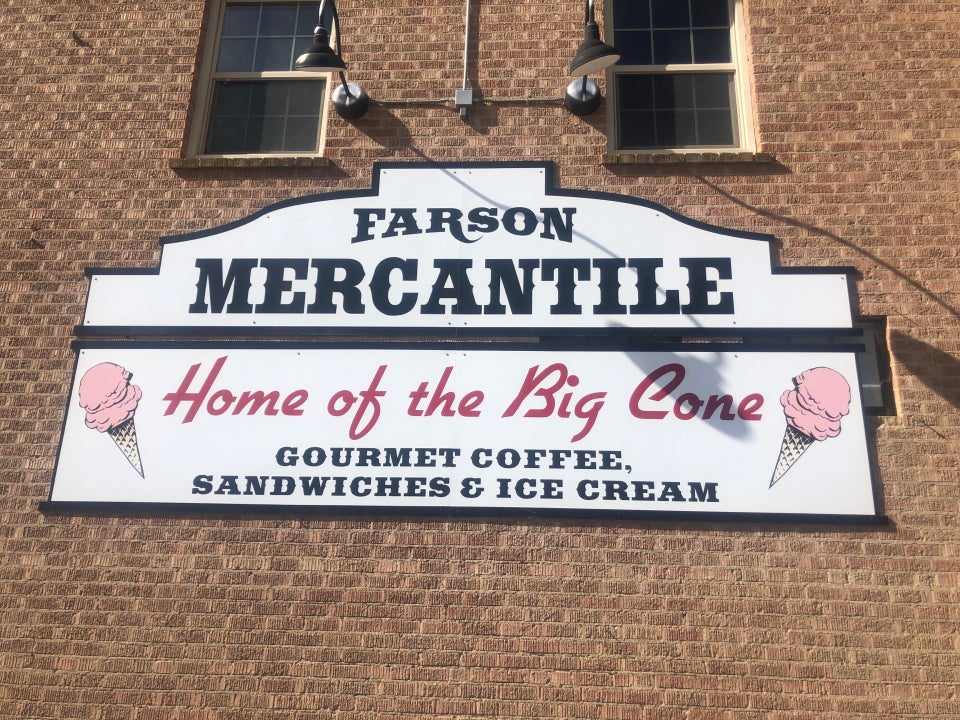 FARSON
MERCANTILE
Home of the Big Cone
GOURMET COFFEE,
SANDWICHES & ICE CREAM